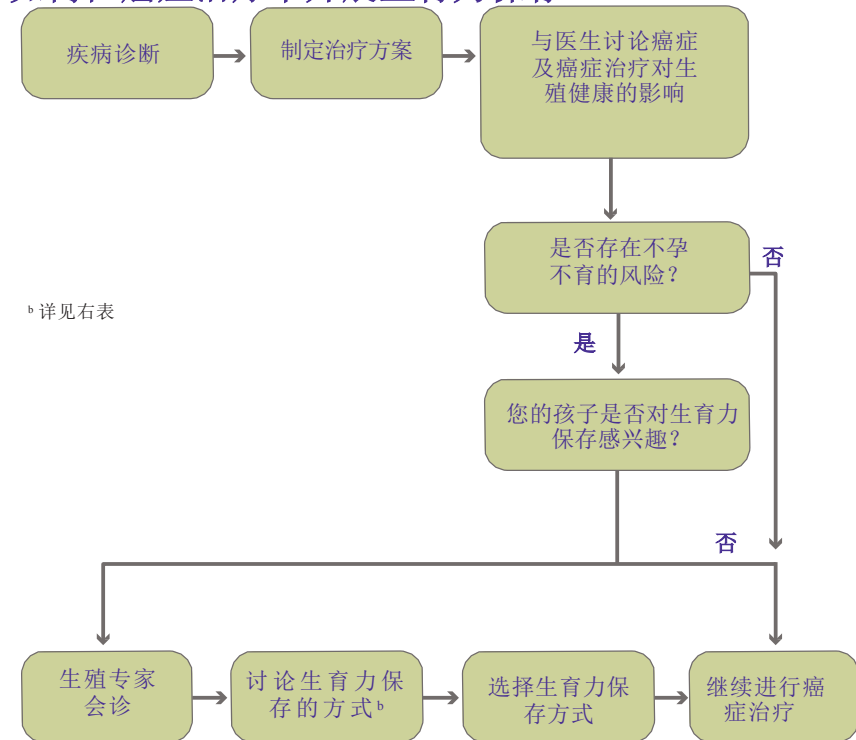 疾病诊断
制定治疗方案
与医生讨论癌症
及癌症治疗对生
殖健康的影响
是否存在不孕
不育的风险？
否
ᵇ 详见右表
是
您的孩子是否对生育力
保存感兴趣？
否
生殖专家
会诊
讨论生育力保
存的方式ᵇ
选择生育力保
存方式
继续进行癌
症治疗